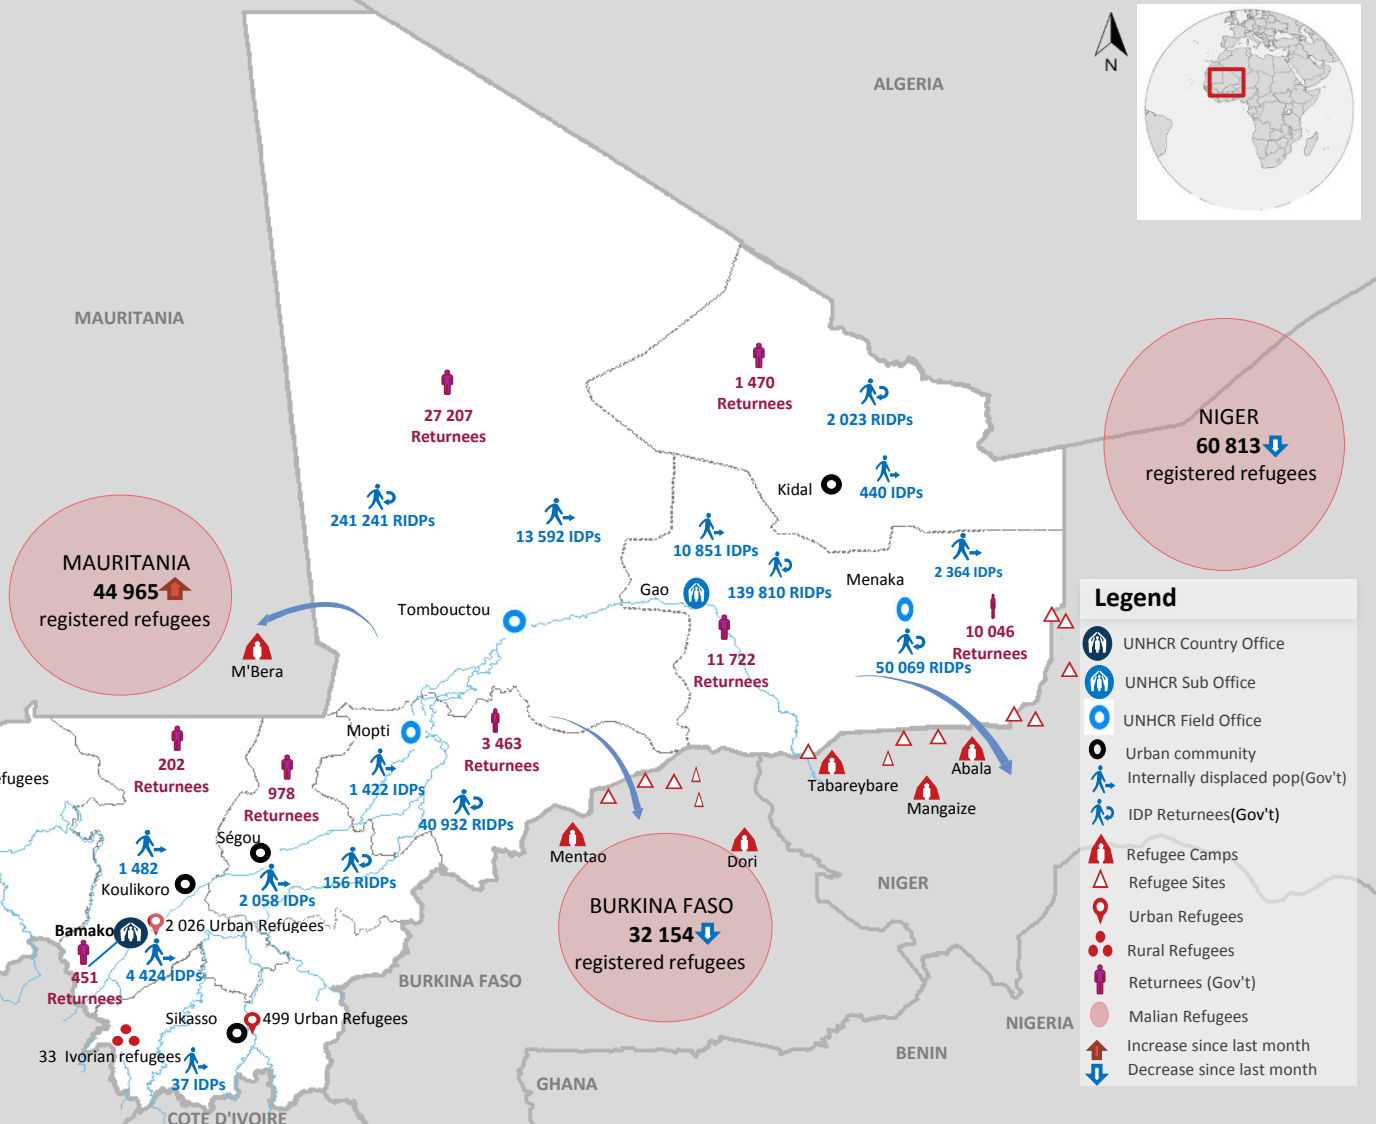 N
ALGERIA
MAURITANIA
1 470
Returnees
2 023 RIDPs
27 207
Returnees
NIGER
60 813
registered refugees
Kidal
440 IDPs
241 241 RIDPs
13 592 IDPs
10 851 IDPs
MAURITANIA
44 965
registered refugees
Menaka
2 364 IDPs
Gao
139 810 RIDPs
Tombouctou
10 046
Returnees
11 722
Returnees
50 069 RIDPs
M'Bera
Legend
UNHCR Country Office
UNHCR Sub Office
UNHCR Field Office
Urban community
Internally displaced pop(Gov't)
IDP Returnees(Gov't)
Refugee Camps
Refugee Sites
Urban Refugees
Rural Refugees
Returnees (Gov't)
Malian Refugees
Increase since last month
Decrease since last month
Mopti
3 463
Returnees
202
Returnees
efugees
978
Returnees
1 422 IDPs
40 932 RIDPs
Abala
Tabareybare
Mangaize
Ségou
Mentao
Dori
1 482
Koulikoro
156 RIDPs
2 058 IDPs
NIGER
BURKINA FASO
32 154
registered refugees
Bamako
2 026 Urban Refugees
451
Returnees
4 424 IDPs
BURKINA FASO
Sikasso
499 Urban Refugees
NIGERIA
33 Ivorian refugees
37 IDPs
BENIN
GHANA
COTE D'IVOIRE